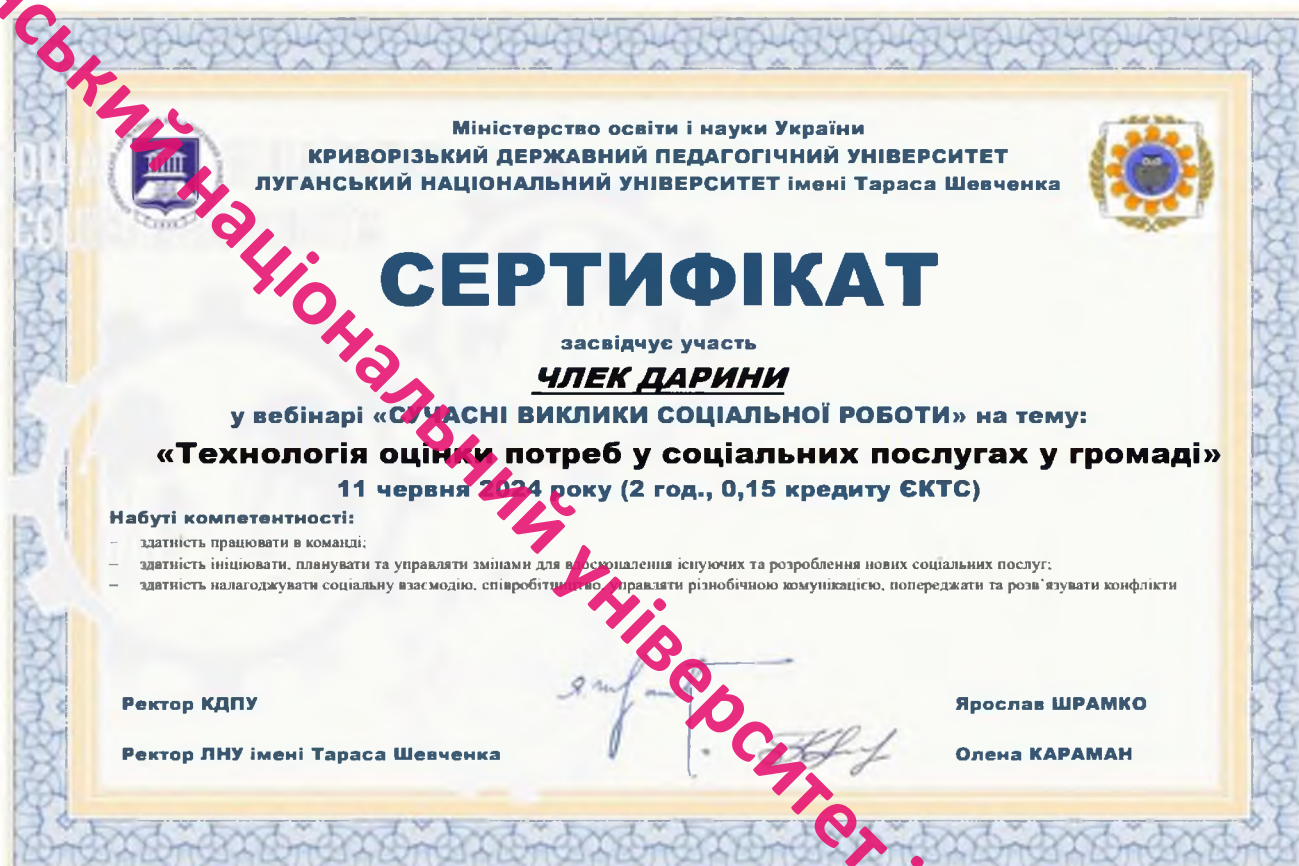 Міністерство освіти і науки України
КРИВОРІЗЬКИЙ ДЕРЖАВНИЙ ПЕДАГОГІЧНИЙ УНІВЕРСИТЕТ
ЛУГАНСЬКИЙ НАЦІОНАЛЬНИЙ УНІВЕРСИТЕТ імені Тараса Шевченка
СЕРТИФІКАТ
засвідчує участь
ЧЛЕК ДАРИНИ
у вебінарі «СУЧАСНІ ВИКЛИКИ СОЦІАЛЬНОЇ РОБОТИ» на тему:
«Технологія оцінки потреб у соціальних послугах у громаді»
11 червня 2024 року (2 год., 0,15 кредиту ЄКТС)
Набуті компетентності:
– здатність працювати в команді;
– здатність ініціювати, планувати та управляти змінами для вдосконалення існуючих та розроблення нових соціальних послуг;
– здатність налагоджувати соціальну взаємодію, співробітництво, управляти різнобічною комунікацією, попереджати та розв'язувати конфлікти
Ректор КДПУ Ярослав ШРАМКО
Ректор ЛНУ імені Тараса Шевченка Олена КАРАМАН
національний університет